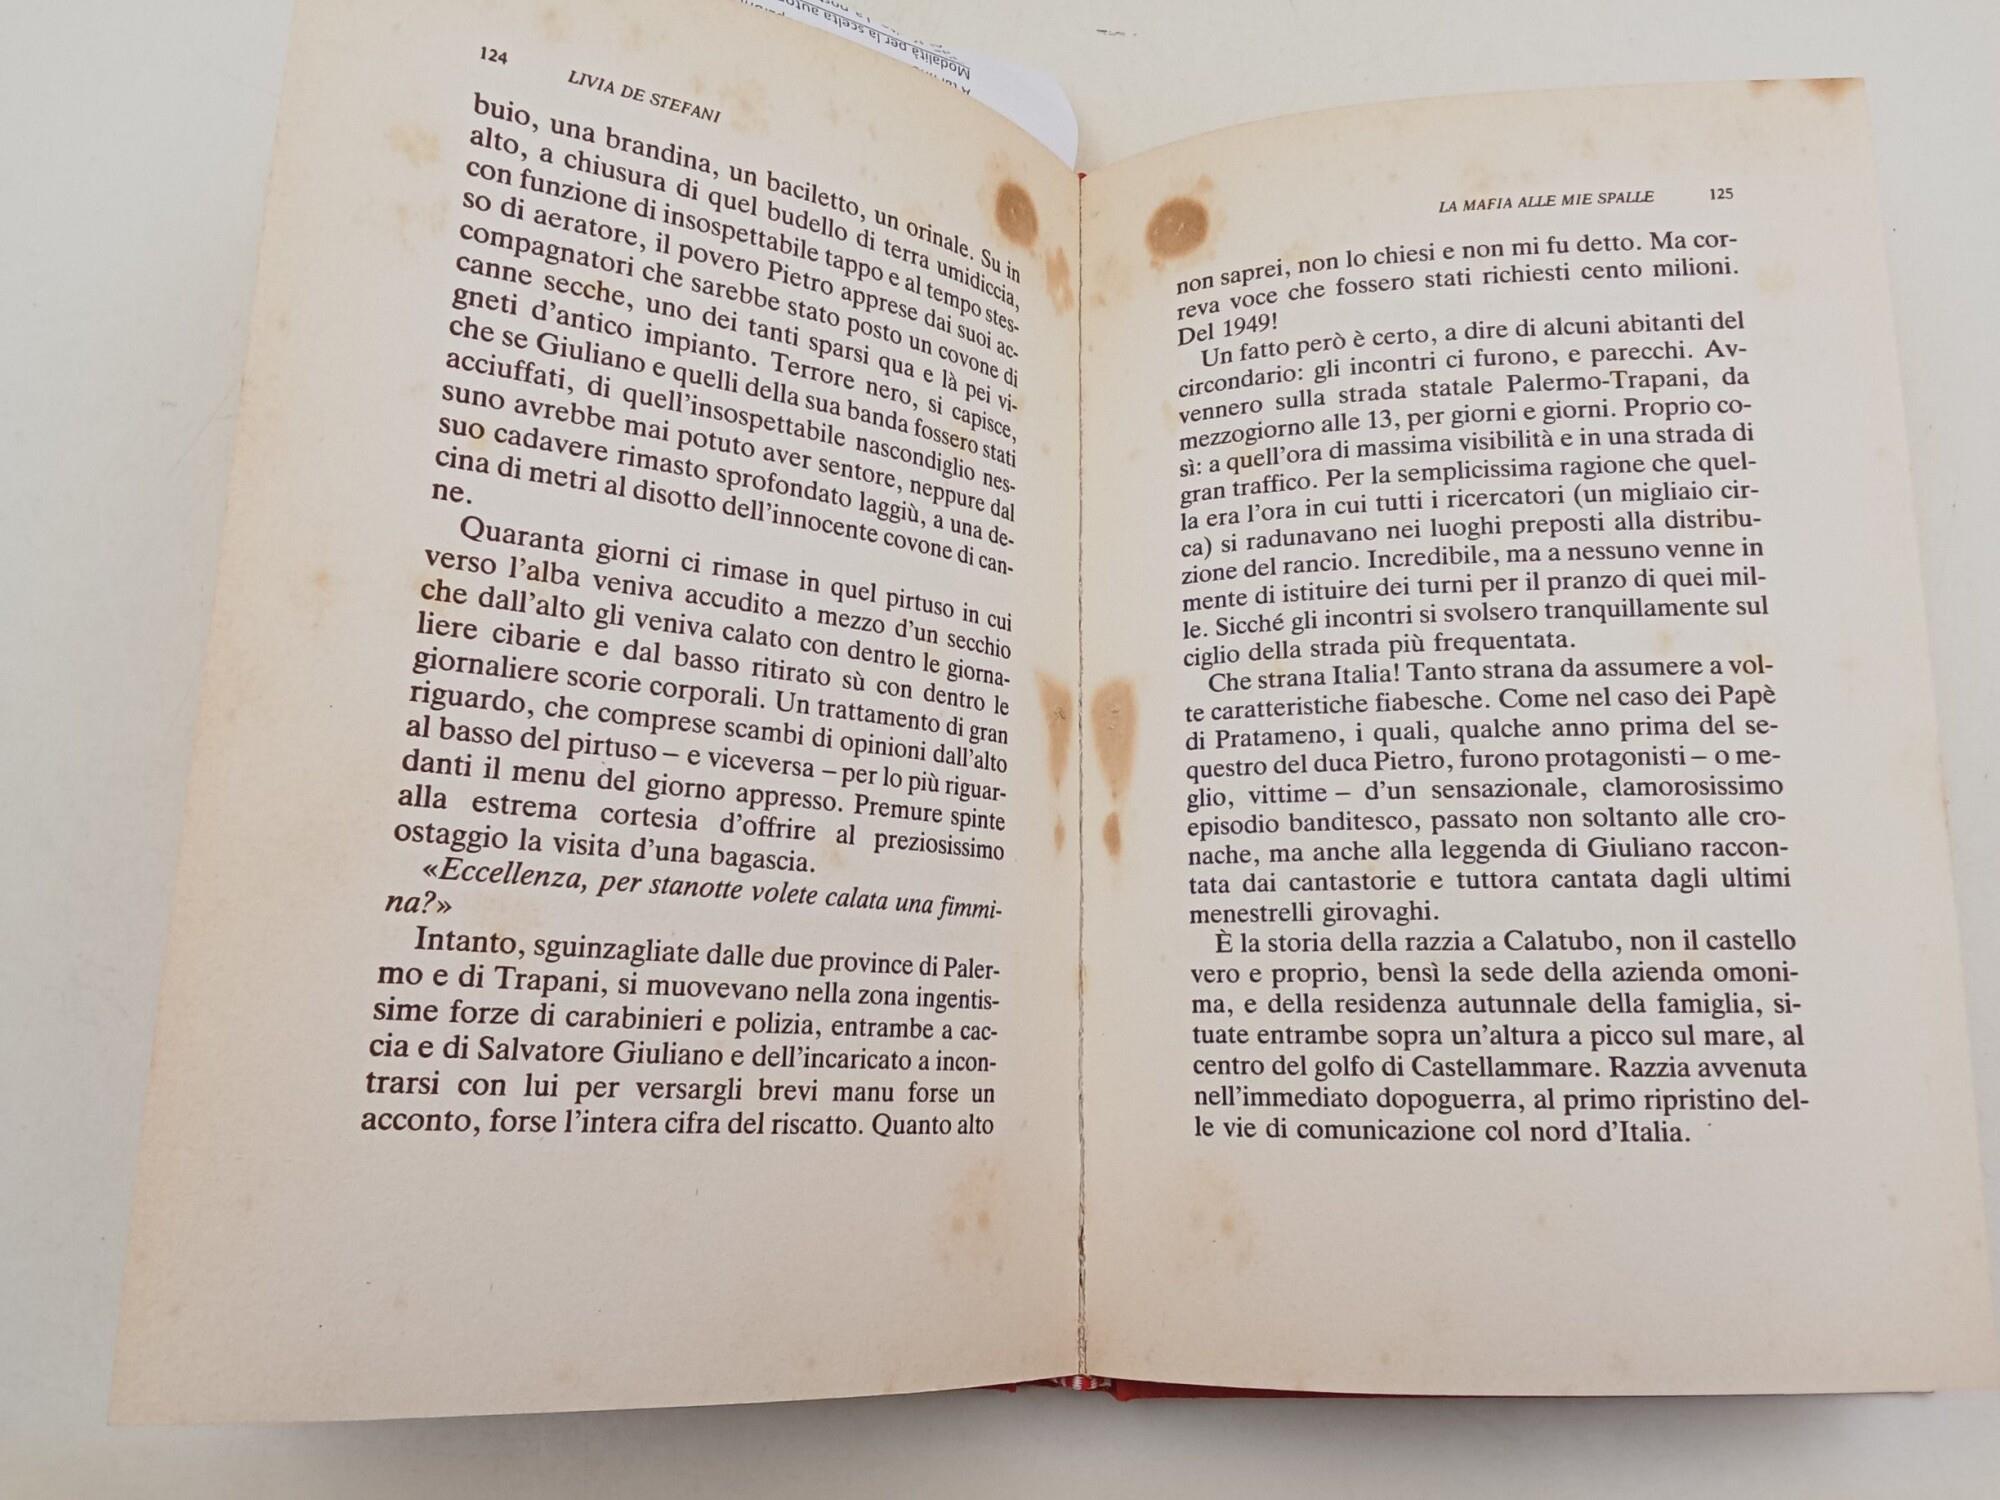 124
LIVIA DE STEFANI
buio, una brandina, un baciletto, un orinale. Su in
alto, a chiusura di quel budello di terra umidiccia,
con funzione di insospettabile tappo e al tempo stes-
so di aeratore, il povero Pietro apprese dai suoi ac-
compagnatori che sarebbe stato posto un covone di
canne secche, uno dei tanti sparsi qua e là pei vi-
gneti d'antico impianto. Terrore nero, si capisce,
che se Giuliano e quelli della sua banda fossero stati
acciuffati, di quell'insospettabile nascondiglio nes-
suno avrebbe mai potuto aver sentore, neppure dal
suo cadavere rimasto sprofondato laggiù, a una de-
cina di metri al disotto dell'innocente covone di can-
ne.
Quaranta giorni ci rimase in quel pirtuso in cui
verso l'alba veniva accudito a mezzo d'un secchio
che dall'alto gli veniva calato con dentro le giorna-
liere cibarie e dal basso ritirato sù con dentro le
giornaliere scorie corporali. Un trattamento di gran
riguardo, che comprese scambi di opinioni dall'alto
al basso del pirtuso – e viceversa – per lo più riguar-
danti il menu del giorno appresso. Premure spinte
alla estrema cortesia d'offrire al preziosissimo
ostaggio la visita d'una bagascia.
«Eccellenza, per stanotte volete calata una fimmi-
na?»
Intanto, sguinzagliate dalle due province di Paler-
mo e di Trapani, si muovevano nella zona ingentis-
sime forze di carabinieri e polizia, entrambe a cac-
cia e di Salvatore Giuliano e dell'incaricato a incon-
trarsi con lui per versargli brevi manu forse un
acconto, forse l'intera cifra del riscatto. Quanto alto
LA MAFIA ALLE MIE SPALLE 125
non saprei, non lo chiesi e non mi fu detto. Ma cor-
reva voce che fossero stati richiesti cento milioni.
Del 1949!
Un fatto però è certo, a dire di alcuni abitanti del
circondario: gli incontri ci furono, e parecchi. Av-
vennero sulla strada statale Palermo-Trapani, da
mezzogiorno alle 13, per giorni e giorni. Proprio co-
sì: a quell'ora di massima visibilità e in una strada di
gran traffico. Per la semplicissima ragione che quel-
la era l'ora in cui tutti i ricercatori (un migliaio cir-
ca) si radunavano nei luoghi preposti alla distribu-
zione del rancio. Incredibile, ma a nessuno venne in
mente di istituire dei turni per il pranzo di quei mil-
le. Sicché gli incontri si svolsero tranquillamente sul
ciglio della strada più frequentata.
Che strana Italia! Tanto strana da assumere a vol-
te caratteristiche fiabesche. Come nel caso dei Papè
di Pratameno, i quali, qualche anno prima del se-
questro del duca Pietro, furono protagonisti – o me-
glio, vittime – d'un sensazionale, clamorosissimo
episodio banditesco, passato non soltanto alle cro-
nache, ma anche alla leggenda di Giuliano raccon-
tata dai cantastorie e tuttora cantata dagli ultimi
menestrelli girovaghi.
È la storia della razzia a Calatubo, non il castello
vero e proprio, bensì la sede della azienda omoni-
ma, e della residenza autunnale della famiglia, si-
tuate entrambe sopra un'altura a picco sul mare, al
centro del golfo di Castellammare. Razzia avvenuta
nell'immediato dopoguerra, al primo ripristino del-
le vie di comunicazione col nord d'Italia.
Modalità per la scelta